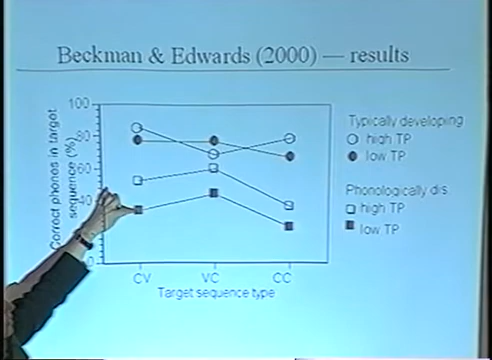 Beckman & Edwards (2000) — results
Correct phones in target
sequence (%)
100
80
60
40
0
CV
VC
CC
Target sequence type
Typically developing
high TP
low TP
Phonologically dis
high TP
low TP